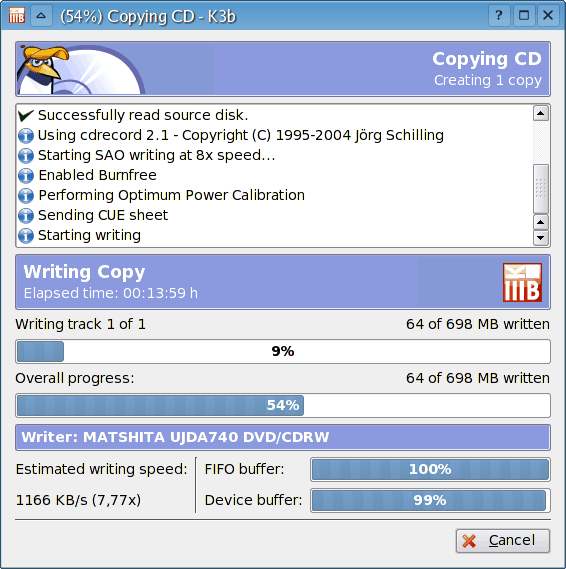 (54%) Copying CD - K3b
Copying CD
Creating 1 copy
Successfully read source disk.
Using cdrecord 2.1 - Copyright (C) 1995-2004 Jörg Schilling
Starting SAO writing at 8x speed...
Enabled Burnfree
Performing Optimum Power Calibration
Sending CUE sheet
Starting writing
Writing Copy
Elapsed time: 00:13:59 h
Writing track 1 of 1 64 of 698 MB written
9%
Overall progress: 64 of 698 MB written
54%
Writer: MATSHITA UJDA740 DVD/CDRW
Estimated writing speed: FIFO buffer: 100%
1166 KB/s (7,77x) Device buffer: 99%
Cancel